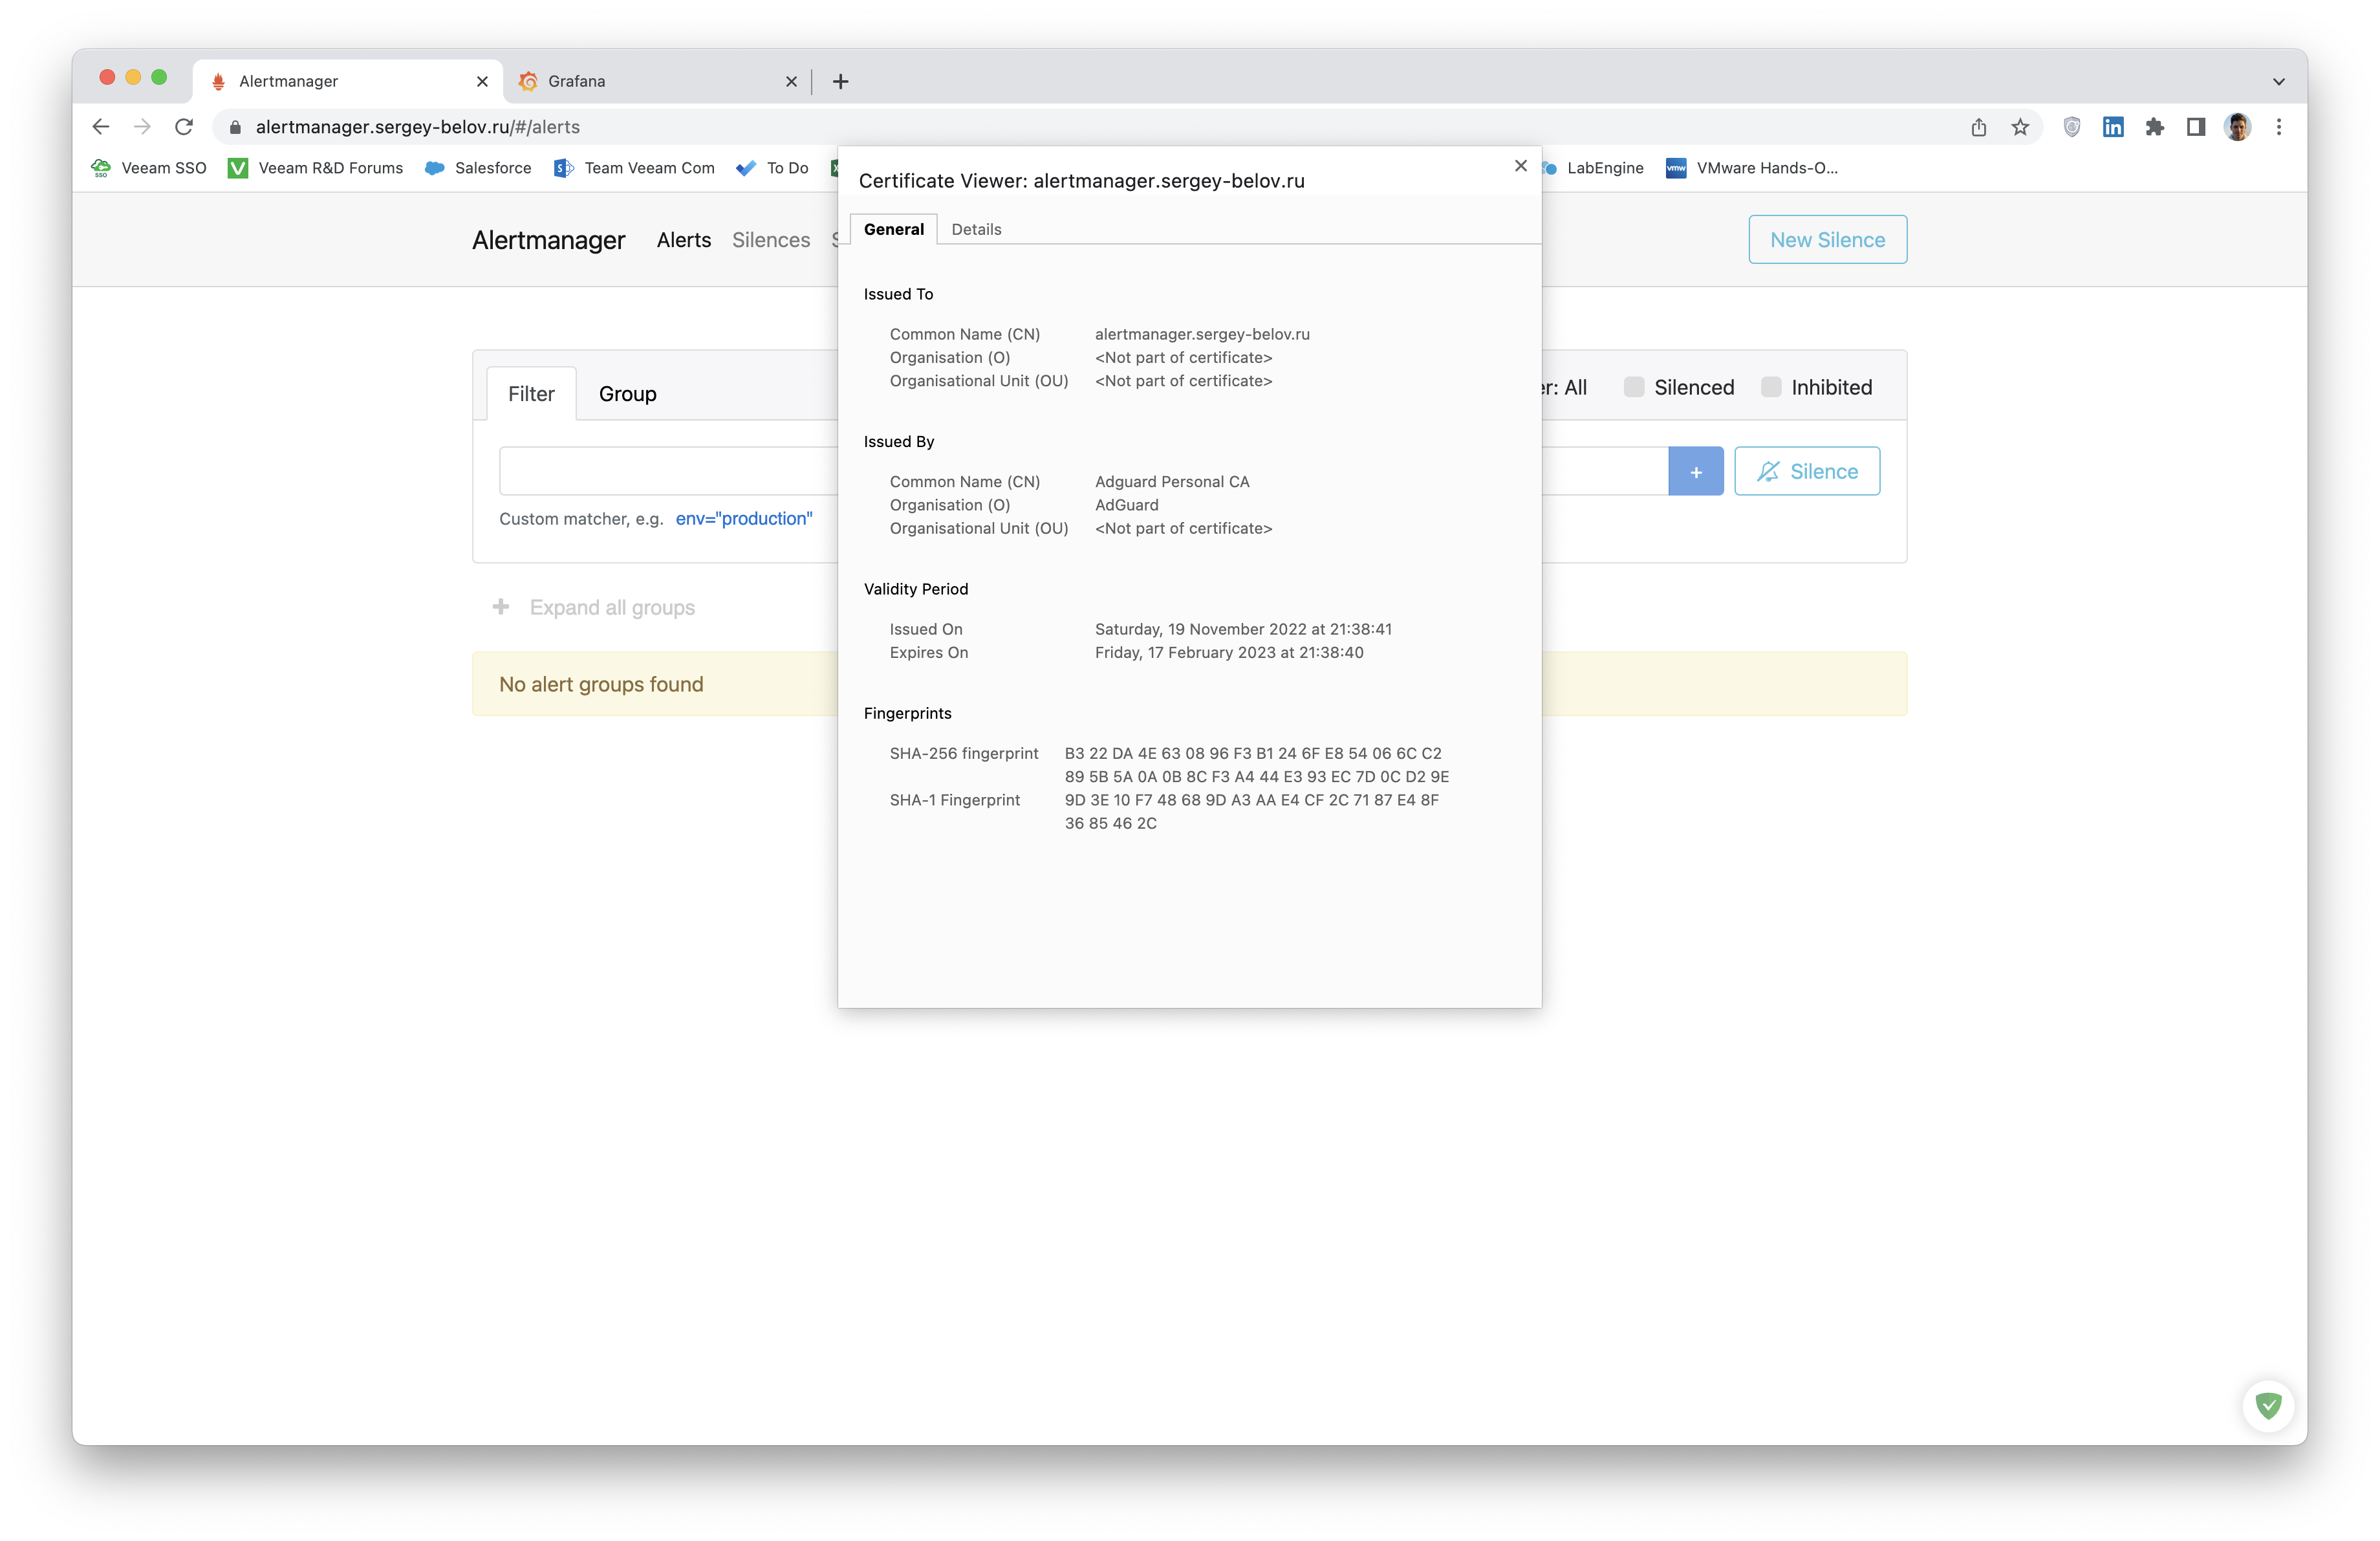 Alertmanager
Grafana
alertmanager.sergey-belov.ru/#/alerts
SSO
Veeam SSO
V
Veeam R&D Forums
Salesforce
S
Team Veeam Com
To Do
LabEngine
vmw
VMware Hands-O...
in
Alertmanager
Alerts
Silences
New Silence
Filter
Group
er: All
Silenced
Inhibited
+
Silence
Custom matcher, e.g. env="production"
+ Expand all groups
No alert groups found
Certificate Viewer: alertmanager.sergey-belov.ru
General
Details
Issued To
Common Name (CN) alertmanager.sergey-belov.ru
Organisation (O) <Not part of certificate>
Organisational Unit (OU) <Not part of certificate>
Issued By
Common Name (CN) Adguard Personal CA
Organisation (O) AdGuard
Organisational Unit (OU) <Not part of certificate>
Validity Period
Issued On Saturday, 19 November 2022 at 21:38:41
Expires On Friday, 17 February 2023 at 21:38:40
Fingerprints
SHA-256 fingerprint B3 22 DA 4E 63 08 96 F3 B1 24 6F E8 54 06 6C C2
89 5B 5A 0A 0B 8C F3 A4 44 E3 93 EC 7D 0C D2 9E
SHA-1 Fingerprint 9D 3E 10 F7 48 68 9D A3 AA E4 CF 2C 71 87 E4 8F
36 85 46 2C